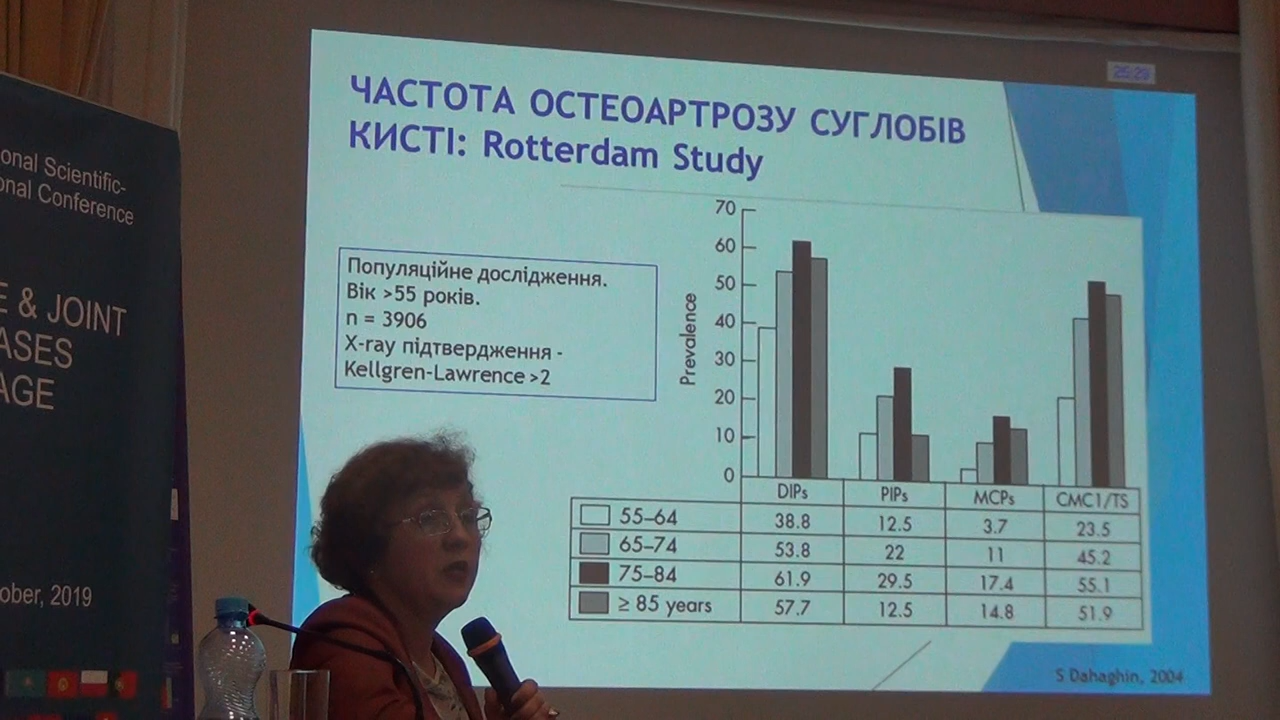 onal Scientific-
onal Conference
E & JOINT
ASES
AGE
ober, 2019
25:29
ЧАСТОТА ОСТЕОАРТРОЗУ СУГЛОБІВ
КИСТІ: Rotterdam Study
Популяційне дослідження.
Вік >55 років.
n = 3906
X-ray підтвердження -
Kellgren-Lawrence >2
Prevalence
70
60
50
40
30
20
10
0
DIPs PIPs MCPs CMC1/TS
55–64 38.8 12.5 3.7 23.5
65–74 53.8 22 11 45.2
75–84 61.9 29.5 17.4 55.1
≥ 85 years 57.7 12.5 14.8 51.9
S Dahaghin, 2004